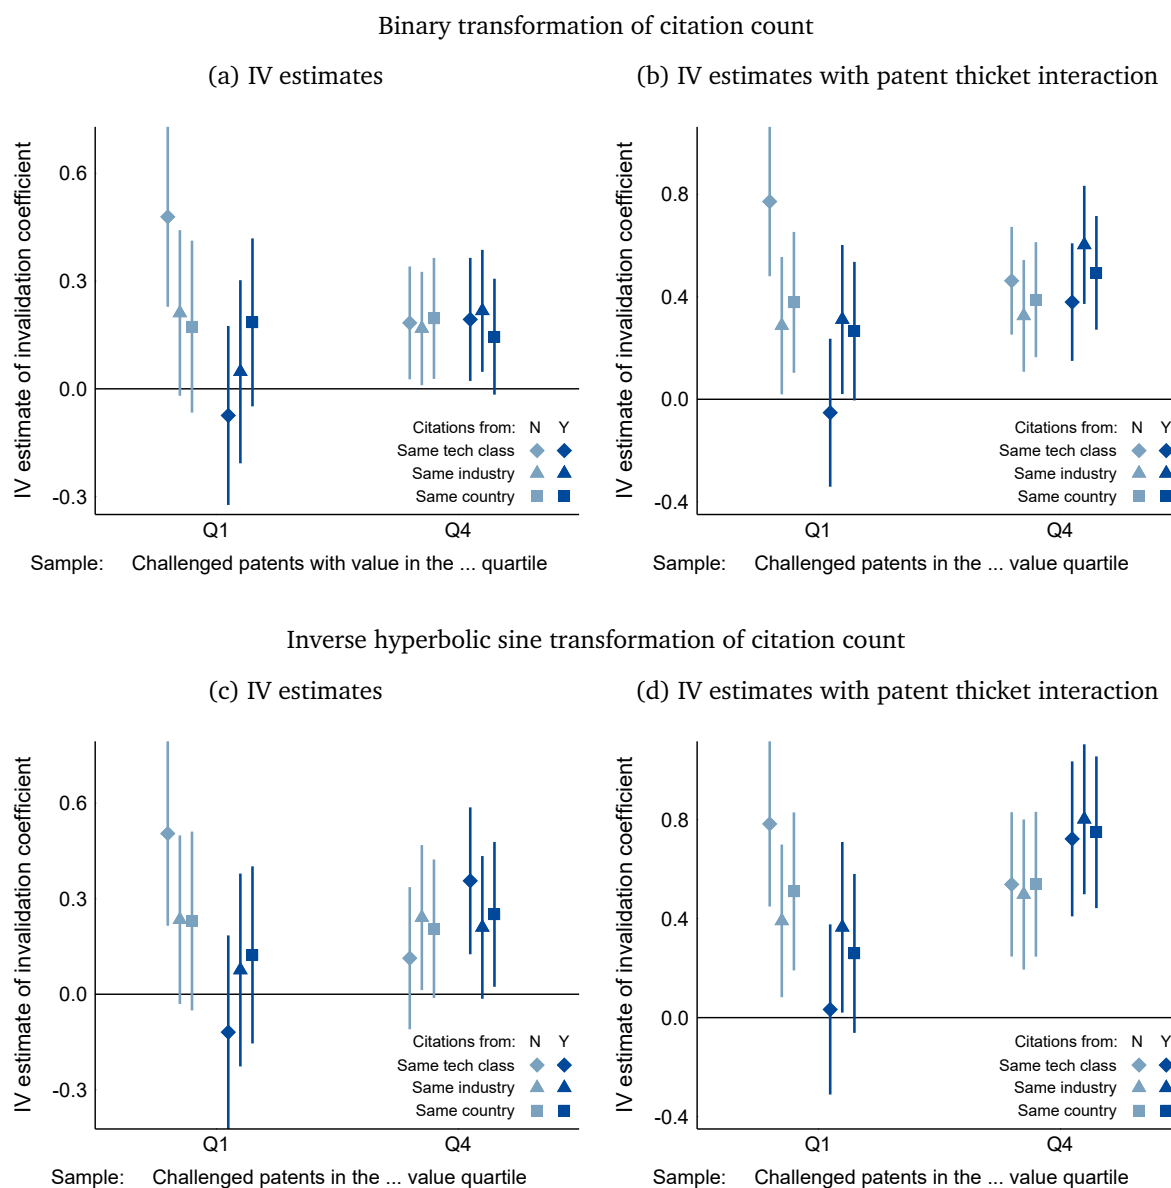 Binary transformation of citation count
(a) IV estimates
IV estimate of invalidation coefficient
0.6
0.3
0.0
-0.3
Citations from: N Y
Same tech class
Same industry
Same country
Q1 Q4
Sample: Challenged patents with value in the ... quartile
(b) IV estimates with patent thicket interaction
IV estimate of invalidation coefficient
0.8
0.4
0.0
-0.4
Citations from: N Y
Same tech class
Same industry
Same country
Q1 Q4
Sample: Challenged patents in the ... value quartile
Inverse hyperbolic sine transformation of citation count
(c) IV estimates
IV estimate of invalidation coefficient
0.6
0.3
0.0
-0.3
Citations from: N Y
Same tech class
Same industry
Same country
Q1 Q4
Sample: Challenged patents in the ... value quartile
(d) IV estimates with patent thicket interaction
IV estimate of invalidation coefficient
0.8
0.4
0.0
-0.4
Citations from: N Y
Same tech class
Same industry
Same country
Q1 Q4
Sample: Challenged patents in the ... value quartile